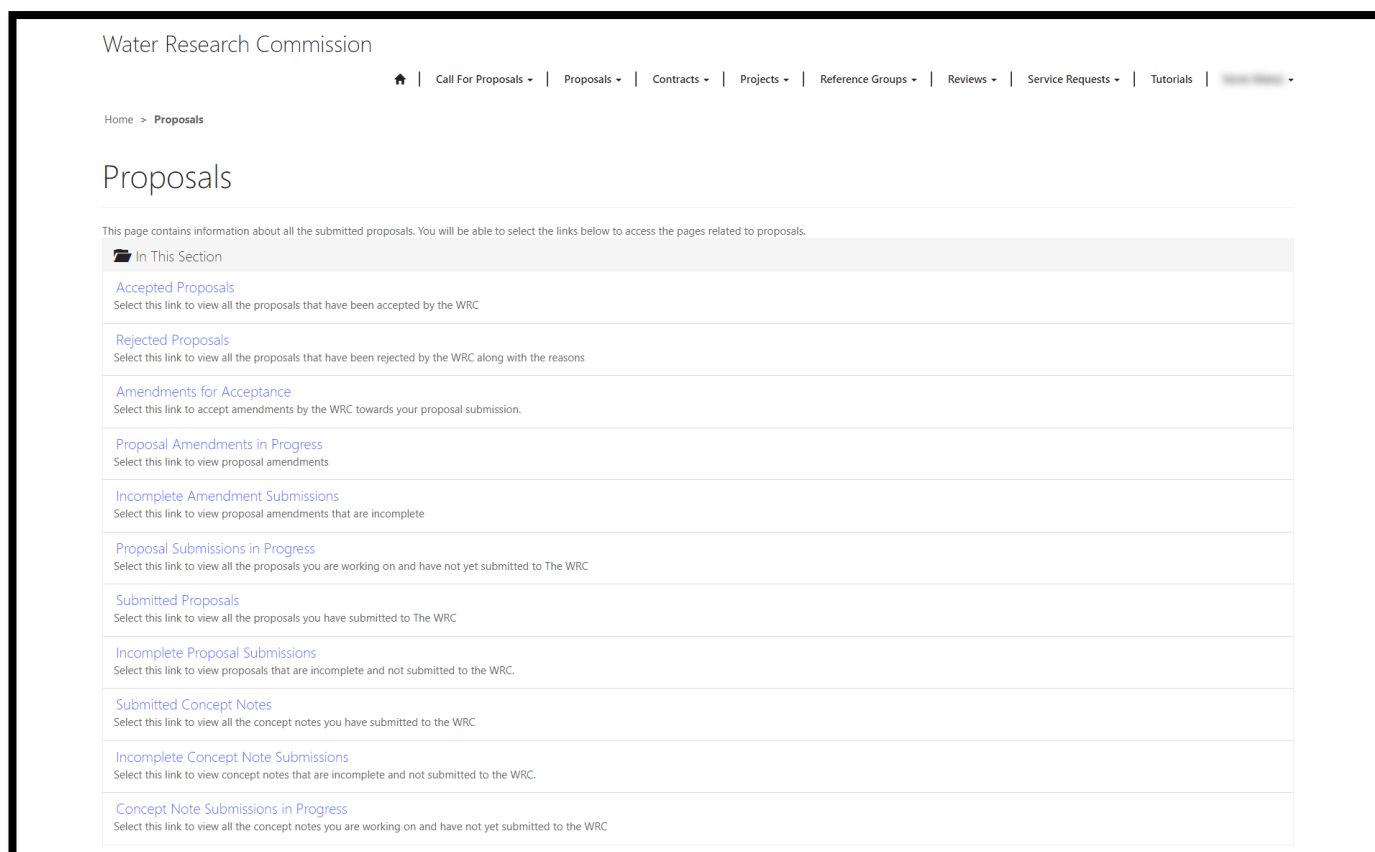 Water Research Commission
Call For Proposals Proposals Contracts Projects Reference Groups Reviews Service Requests Tutorials
Home > Proposals
Proposals
This page contains information about all the submitted proposals. You will be able to select the links below to access the pages related to proposals.
In This Section
Accepted Proposals
Select this link to view all the proposals that have been accepted by the WRC
Rejected Proposals
Select this link to view all the proposals that have been rejected by the WRC along with the reasons
Amendments for Acceptance
Select this link to accept amendments by the WRC towards your proposal submission.
Proposal Amendments in Progress
Select this link to view proposal amendments
Incomplete Amendment Submissions
Select this link to view proposal amendments that are incomplete
Proposal Submissions in Progress
Select this link to view all the proposals you are working on and have not yet submitted to The WRC
Submitted Proposals
Select this link to view all the proposals you have submitted to The WRC
Incomplete Proposal Submissions
Select this link to view proposals that are incomplete and not submitted to the WRC.
Submitted Concept Notes
Select this link to view all the concept notes you have submitted to the WRC
Incomplete Concept Note Submissions
Select this link to view concept notes that are incomplete and not submitted to the WRC.
Concept Note Submissions in Progress
Select this link to view all the concept notes you are working on and have not yet submitted to the WRC